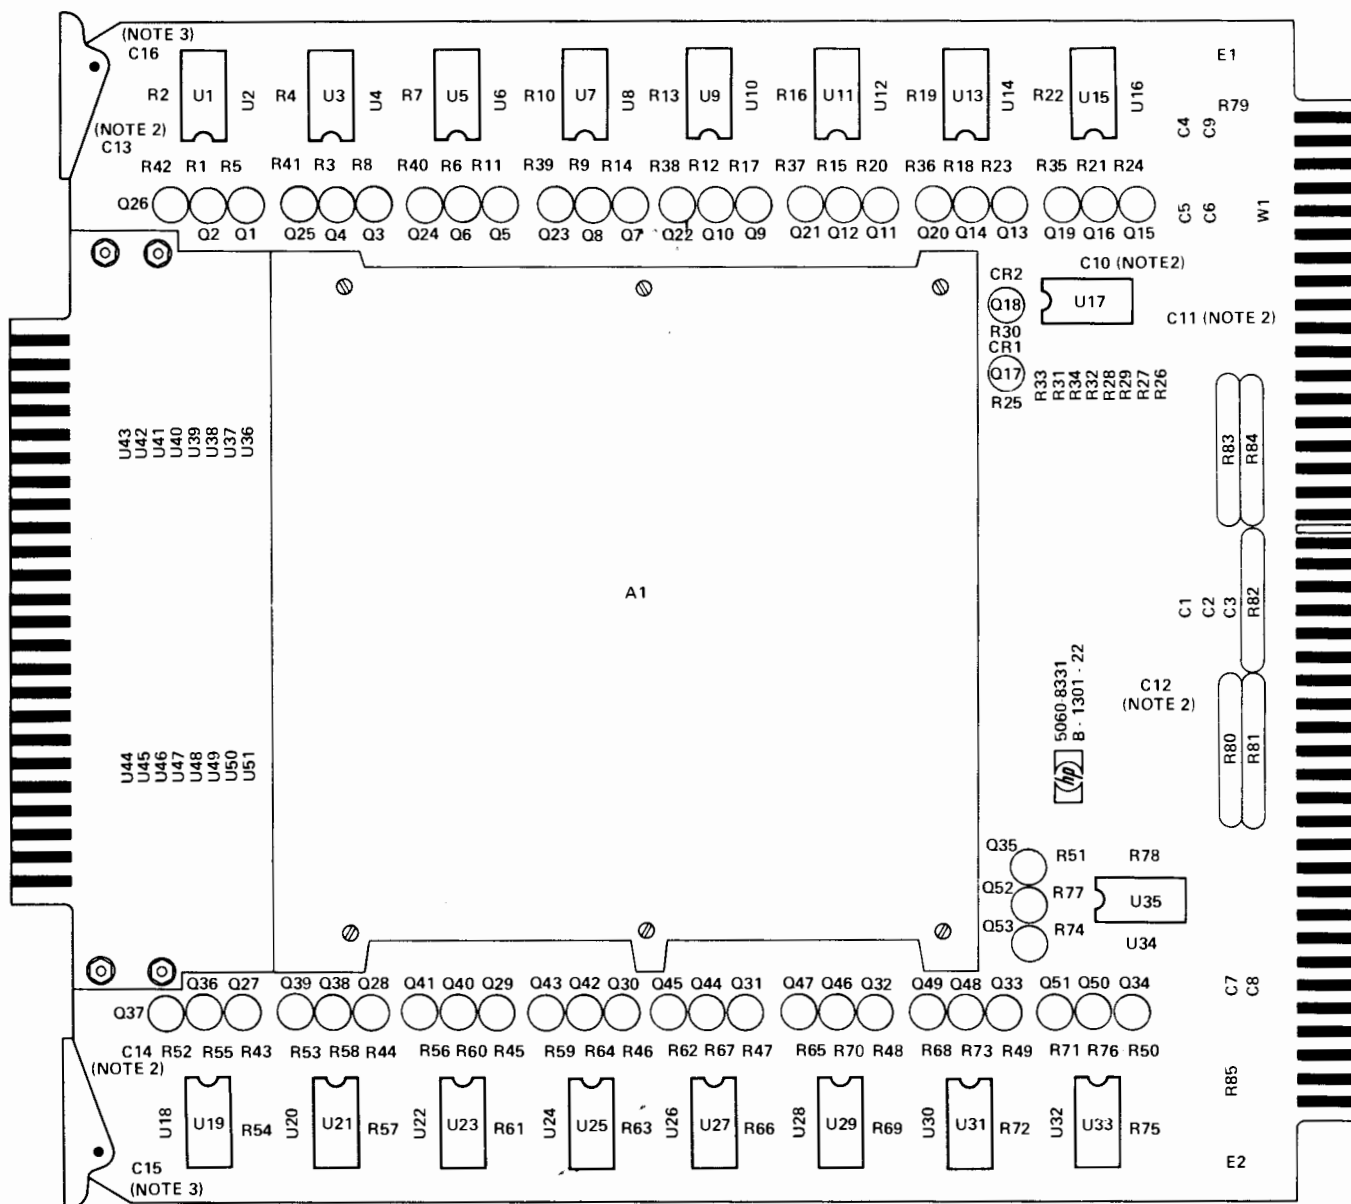 (NOTE 3)
C16
E1
R2 U1 U2 R4 U3 U4 R7 U5 U6 R10 U7 U8 R13 U9 U10 R16 U11 U12 R19 U13 U14 R22 U15 U16 R79
(NOTE 2)
C13
C4 C9
R42 R1 R5 R41 R3 R8 R40 R6 R11 R39 R9 R14 R38 R12 R17 R37 R15 R20 R36 R18 R23 R35 R21 R24
Q26
C5 C6 W1
Q2 Q1 Q25 Q4 Q3 Q24 Q6 Q5 Q23 Q8 Q7 Q22 Q10 Q9 Q21 Q12 Q11 Q20 Q14 Q13 Q19 Q16 Q15
C10 (NOTE2)
CR2
Q18 U17
R30
C11 (NOTE 2)
CR1
Q17
R25
R33 R31 R34 R32 R28 R29 R27 R26
U43 U42 U41 U40 U39 U38 U37 U36
R83 R84
A1
C1 C2 C3 R82
5060-8331
B - 1301 - 22
C12
(NOTE 2)
U44 U45 U46 U47 U48 U49 U50 U51
hp
R80 R81
Q35 R51 R78
Q52 R77 U35
Q53 R74
U34
Q36 Q27 Q39 Q38 Q28 Q41 Q40 Q29 Q43 Q42 Q30 Q45 Q44 Q31 Q47 Q46 Q32 Q49 Q48 Q33 Q51 Q50 Q34 C7 C8
Q37
C14 R52 R55 R43 R53 R58 R44 R56 R60 R45 R59 R64 R46 R62 R67 R47 R65 R70 R48 R68 R73 R49 R71 R76 R50
(NOTE 2)
R85
U18 U19 R54 U20 U21 R57 U22 U23 R61 U24 U25 R63 U26 U27 R66 U28 U29 R69 U30 U31 R72 U32 U33 R75
C15
(NOTE 3)
E2